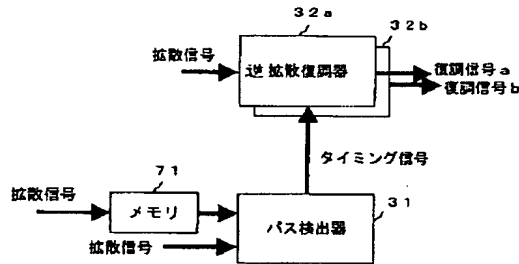 32a
32b
拡散信号
逆拡散復調器
復調信号a
復調信号b
タイミング信号
71
拡散信号
メモリ
31
パス検出器
拡散信号